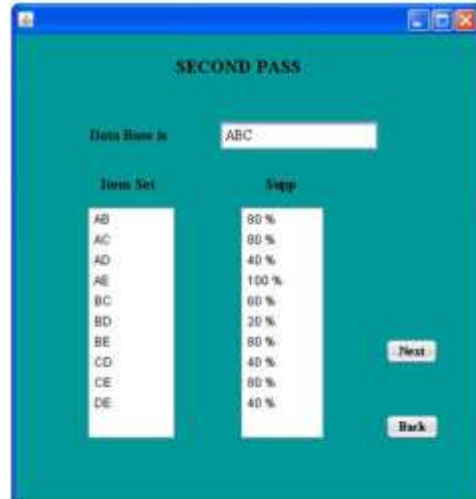 SECOND PASS
Data Base is ABC
Item Set Supp
AB 80 %
AC 80 %
AD 40 %
AE 100 %
BC 60 %
BD 20 %
BE 80 %
CD 40 %
CE 80 %
DE 40 %
Next
Back